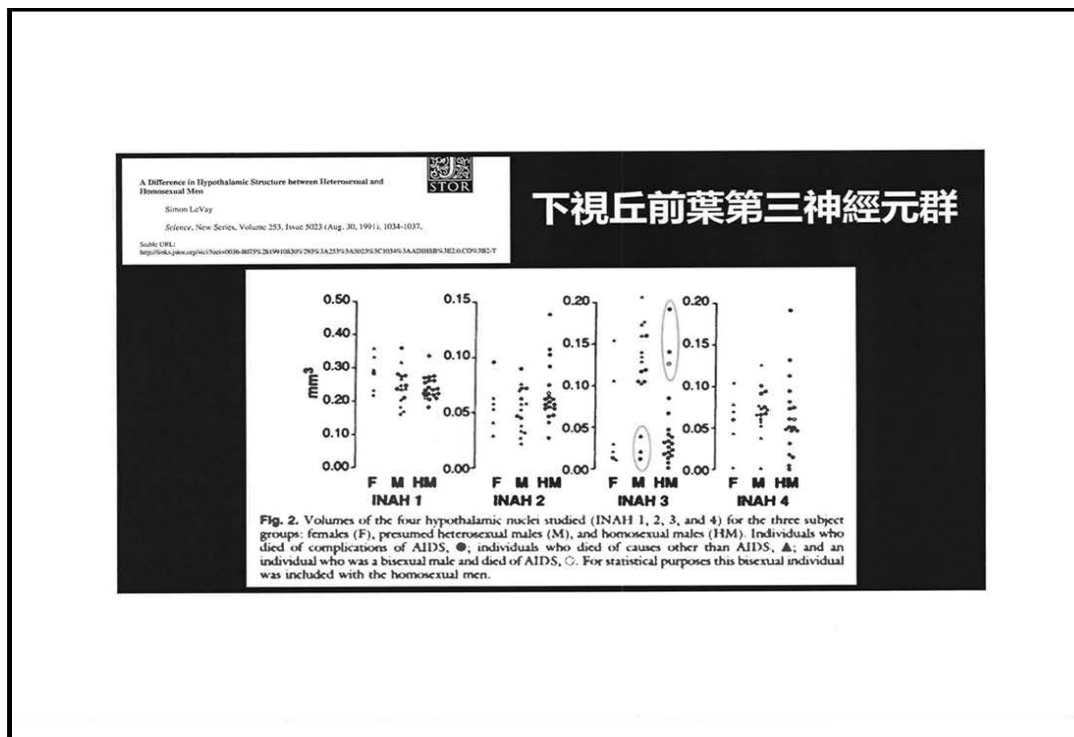 A Difference in Hypothalamic Structure between Heterosexual and
Homosexual Men
STOR
Simon LeVay
Science, New Series, Volume 253, Issue 5023 (Aug. 30, 1991), 1034-1037.
Stable URL:
下視丘前葉第三神經元群
0.50 0.15 0.20 0.20
0.40
0.30 0.10 0.15 0.15
mm³
0.20 0.05 0.10 0.10
0.10 0.05 0.05
0.00 0.00 0.00 0.00
F M HM F M HM F M HM F M HM
INAH 1 INAH 2 INAH 3 INAH 4
Fig. 2. Volumes of the four hypothalamic nuclei studied (INAH 1, 2, 3, and 4) for the three subject
groups: females (F), presumed heterosexual males (M), and homosexual males (HM). Individuals who
died of complications of AIDS, ●; individuals who died of causes other than AIDS, ▲; and an
individual who was a bisexual male and died of AIDS, ○. For statistical purposes this bisexual individual
was included with the homosexual men.